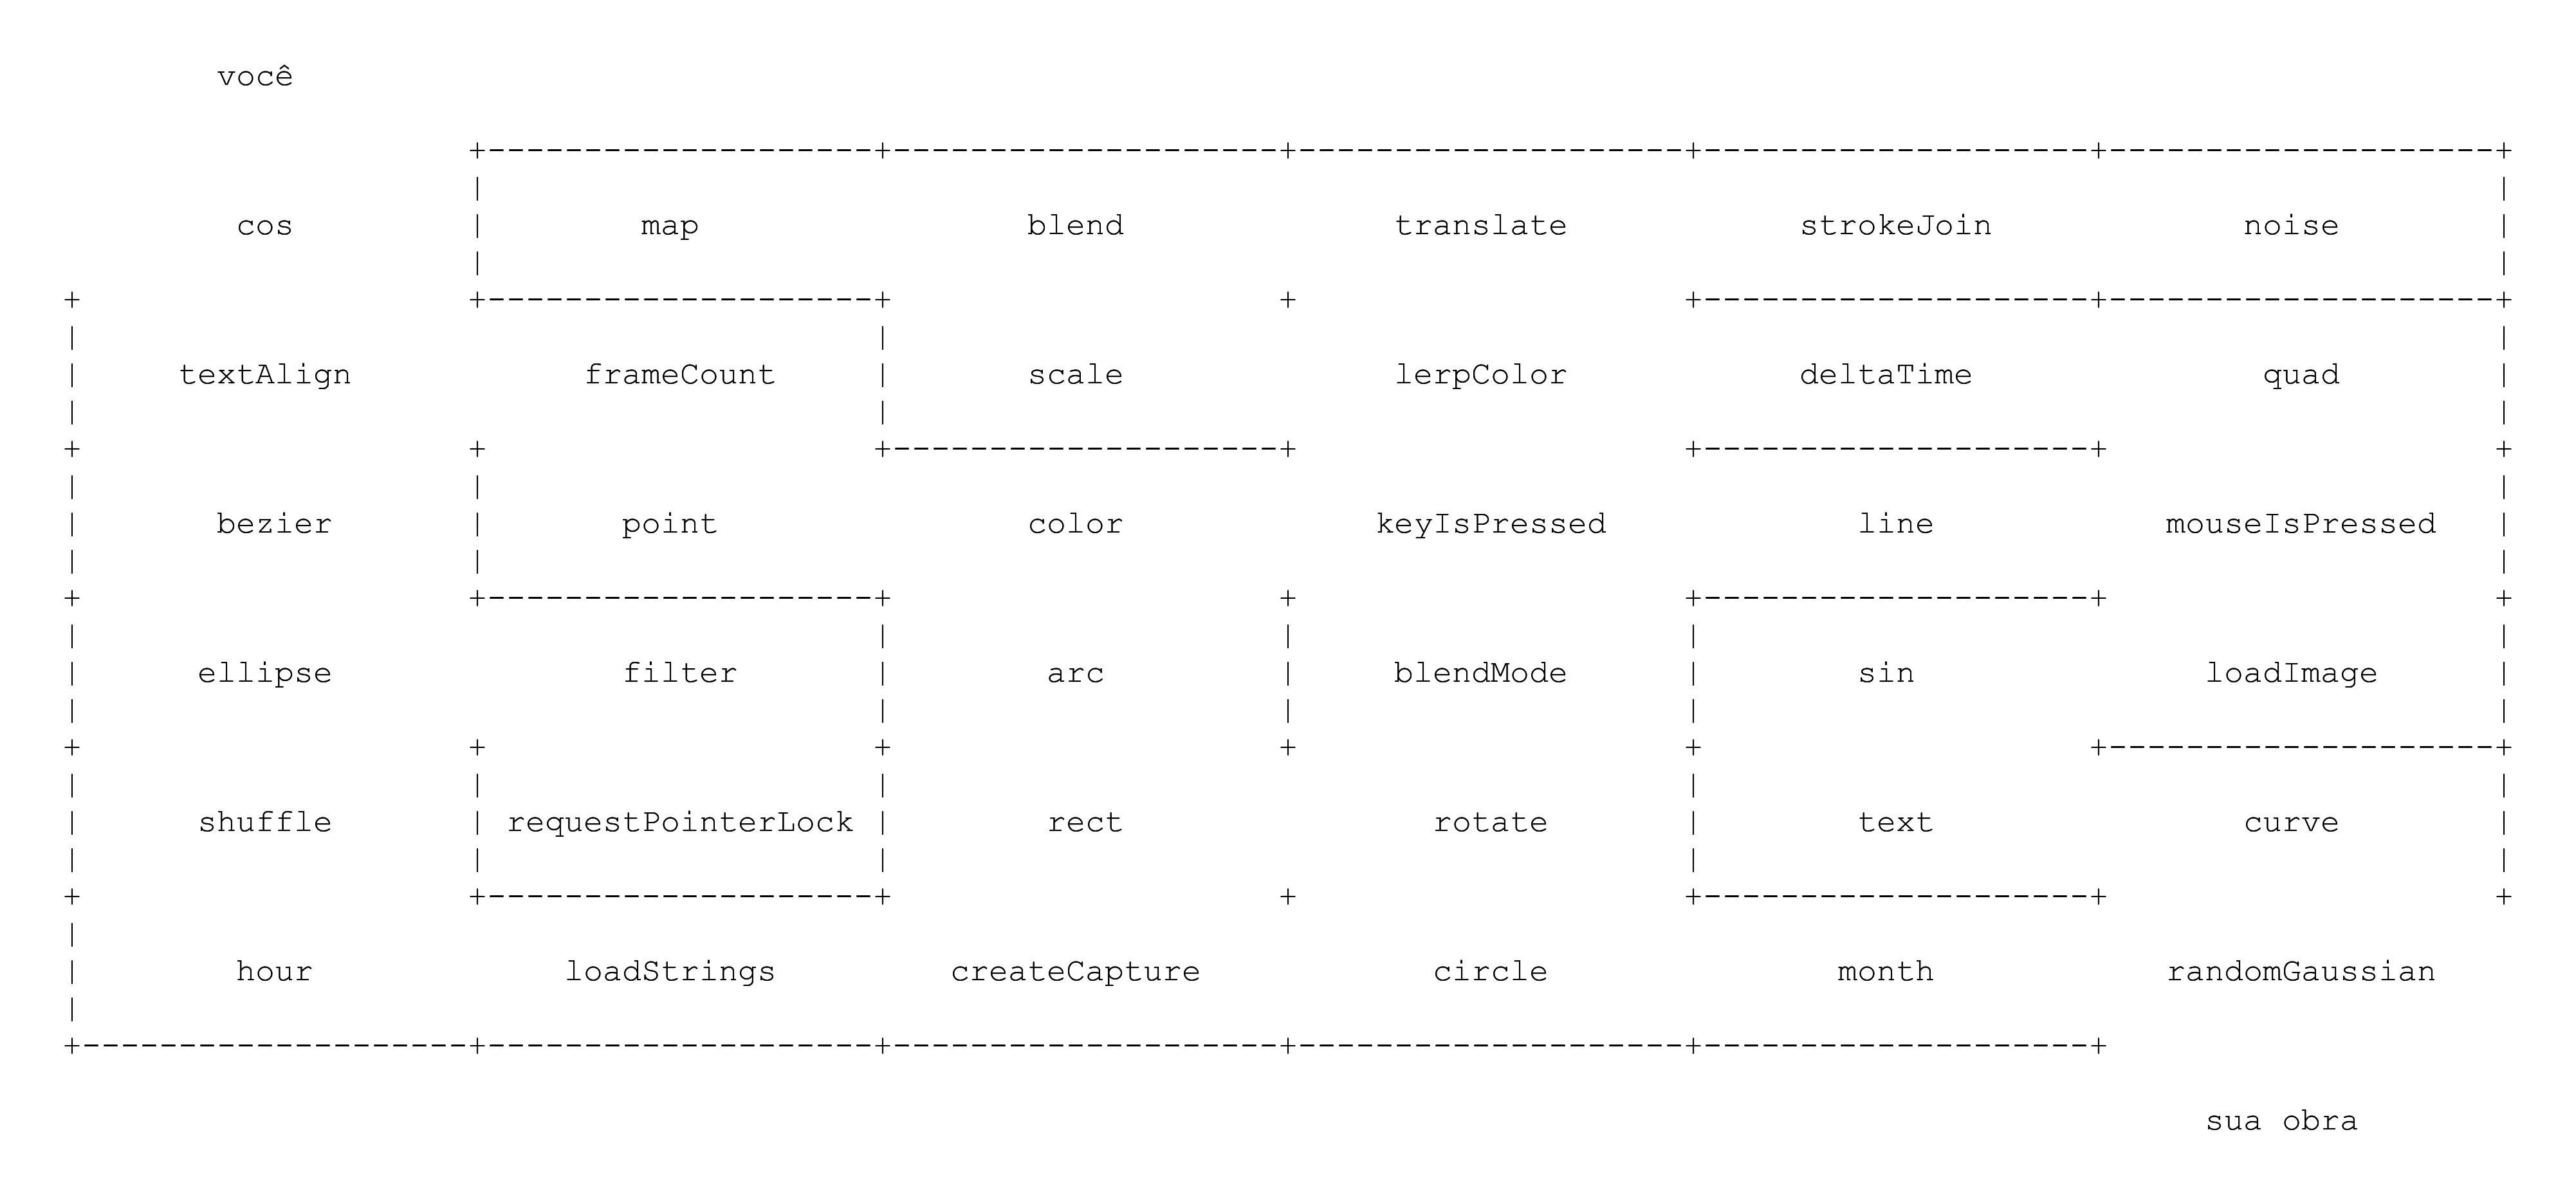 você
cos map blend translate strokeJoin noise
textAlign frameCount scale lerpColor deltaTime quad
bezier point color keyIsPressed line mouseIsPressed
ellipse filter arc blendMode sin loadImage
shuffle requestPointerLock rect rotate text curve
hour loadStrings createCapture circle month randomGaussian
sua obra